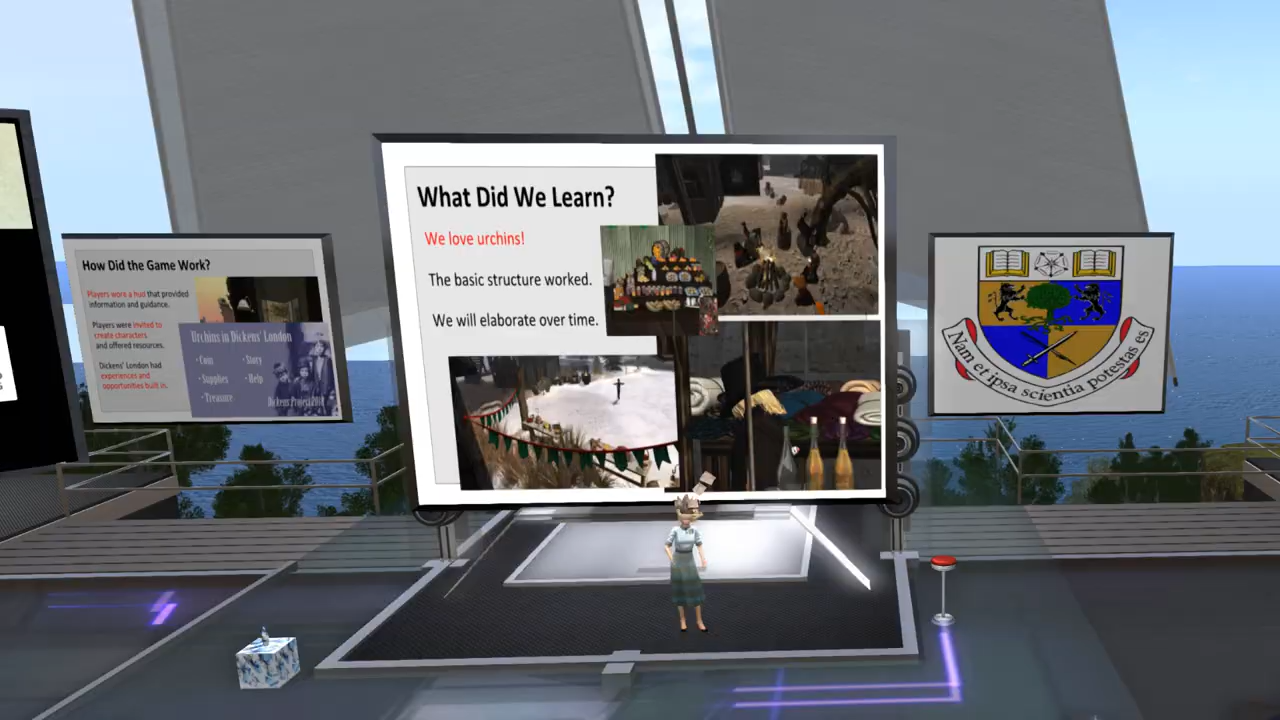 How Did the Game Work?
Players wore a hud that provided
information and guidance.
Players were invited to
create characters
and offered resources.
Dickens' London had
experiences and
opportunities built in.
Urchins in Dickens' London
· Cons · Story
· Supplies · Help
· Treasure
Dickens Project
What Did We Learn?
We love urchins!
The basic structure worked.
We will elaborate over time.
Nam et ipsa scientia potestas es